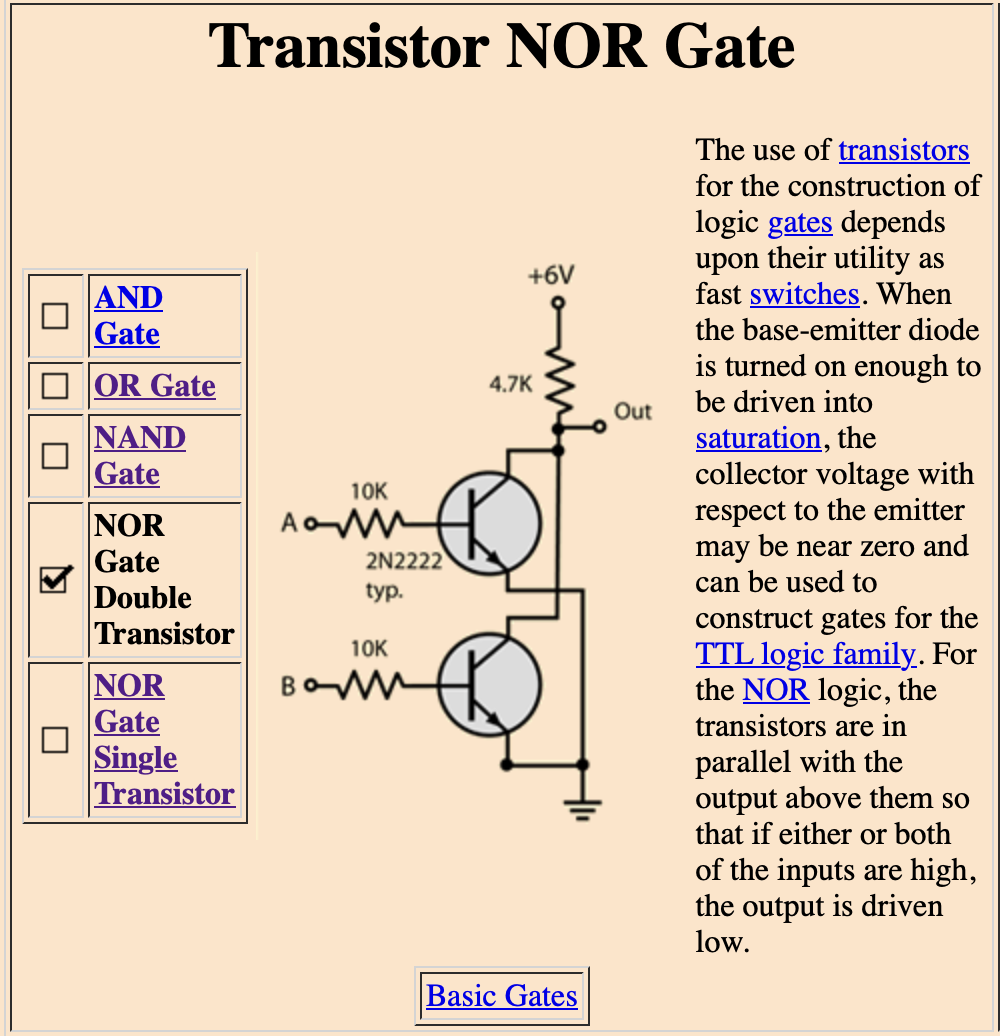 Transistor NOR Gate
AND
Gate
OR Gate
NAND
Gate
NOR
Gate
Double
Transistor
NOR
Gate
Single
Transistor
+6V
4.7K
Out
10K
A
2N2222
typ.
10K
B
The use of transistors
for the construction of
logic gates depends
upon their utility as
fast switches. When
the base-emitter diode
is turned on enough to
be driven into
saturation, the
collector voltage with
respect to the emitter
may be near zero and
can be used to
construct gates for the
TTL logic family. For
the NOR logic, the
transistors are in
parallel with the
output above them so
that if either or both
of the inputs are high,
the output is driven
low.
Basic Gates